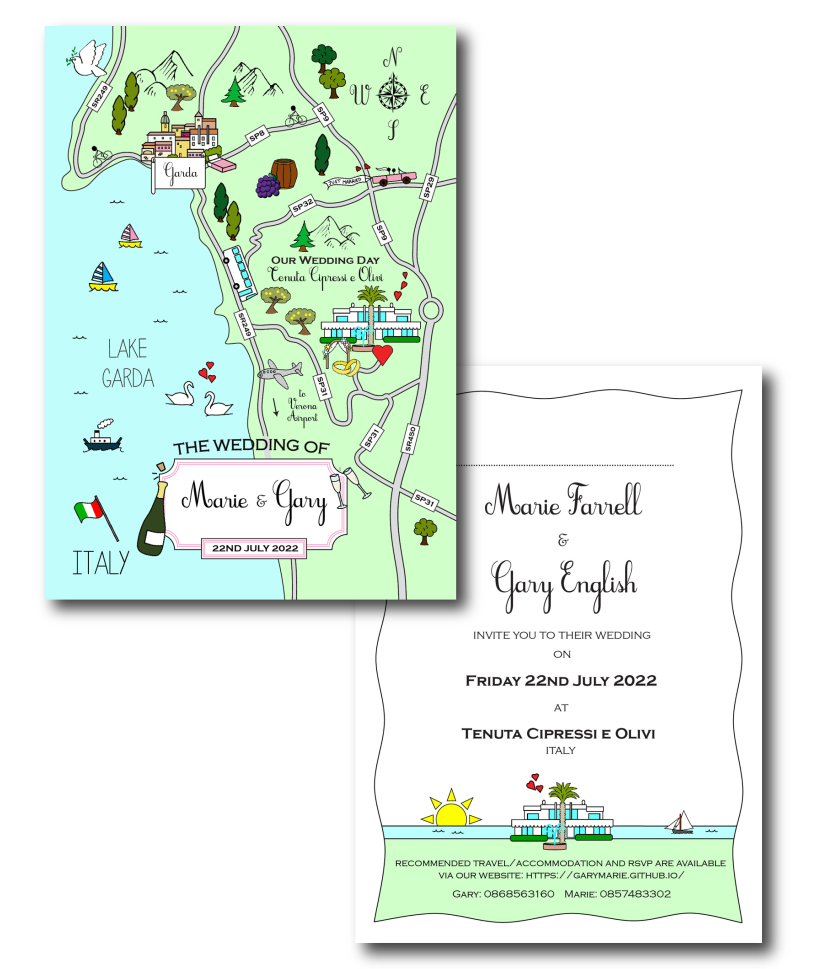 N
W E
S
SR249
SP9
SP8
Garda
JUST MARRIED
SP29
SP32
SP9
OUR WEDDING DAY
Tenuta Cipressi e Olivi
SR249
LAKE
GARDA
SP31
to
Verona
Airport
SP31
SR450
SP31
THE WEDDING OF
Marie & Gary
22ND JULY 2022
ITALY
Marie Farrell
&
Gary English
INVITE YOU TO THEIR WEDDING
ON
FRIDAY 22ND JULY 2022
AT
TENUTA CIPRESSI E OLIVI
ITALY
RECOMMENDED TRAVEL/ACCOMMODATION AND RSVP ARE AVAILABLE
VIA OUR WEBSITE: HTTPS://GARYMARIE.GITHUB.IO/
GARY: 0868563160 MARIE: 0857483302